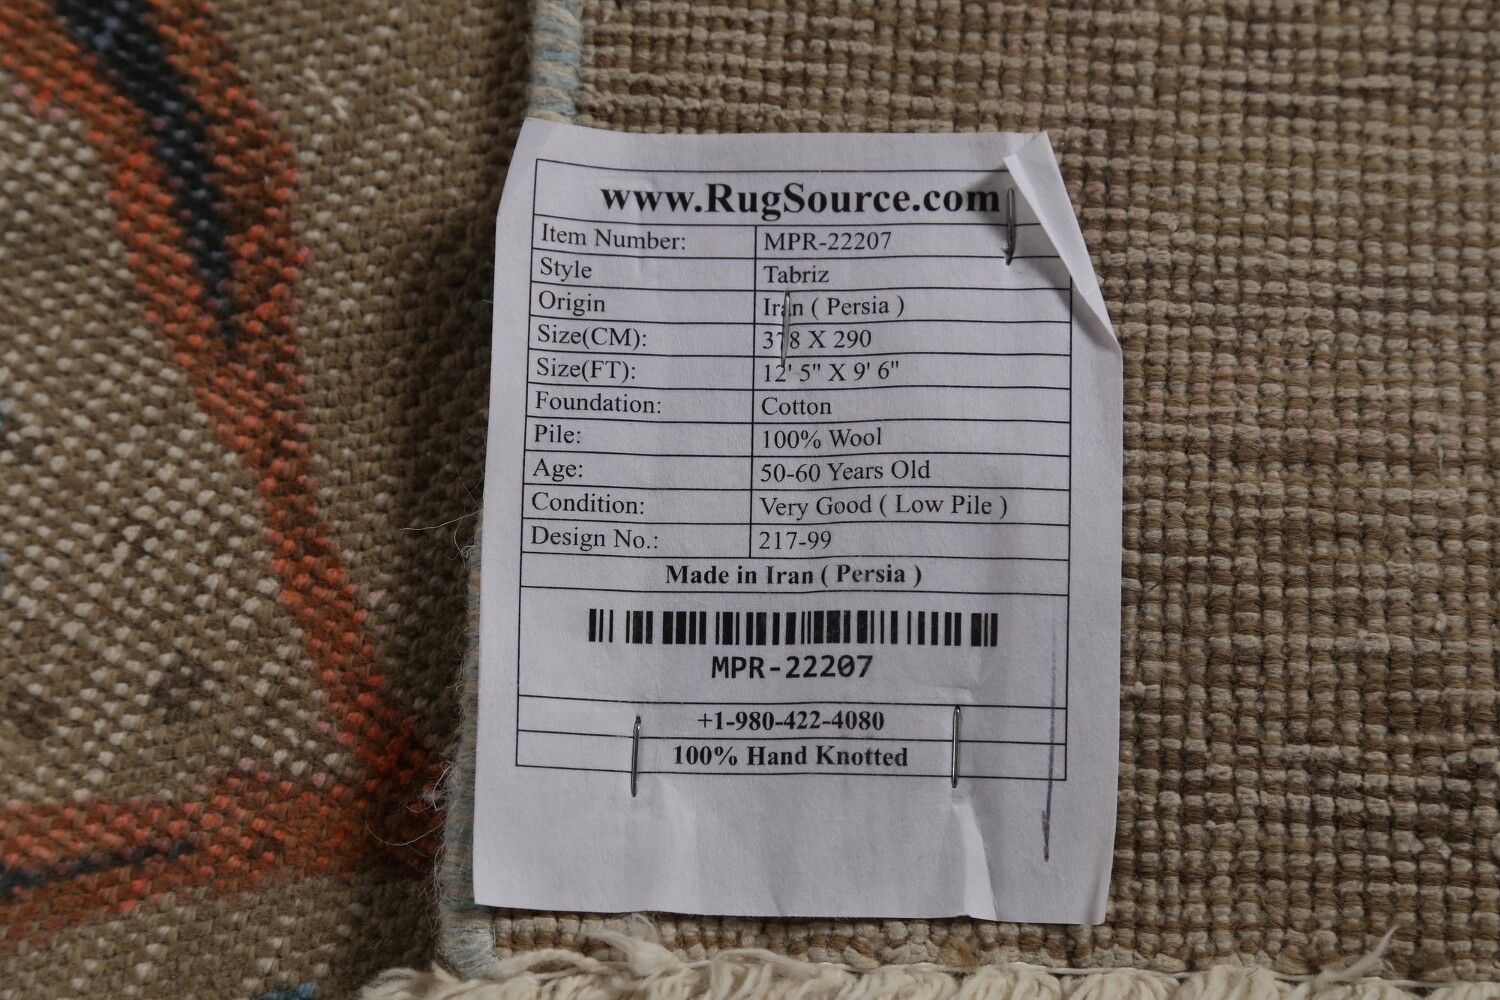 www.RugSource.com
Item Number: MPR-22207
Style Tabriz
Origin Iran ( Persia )
Size(CM): 378 X 290
Size(FT): 12' 5" X 9' 6"
Foundation: Cotton
Pile: 100% Wool
Age: 50-60 Years Old
Condition: Very Good ( Low Pile )
Design No.: 217-99
Made in Iran ( Persia )
MPR-22207
+1-980-422-4080
100% Hand Knotted